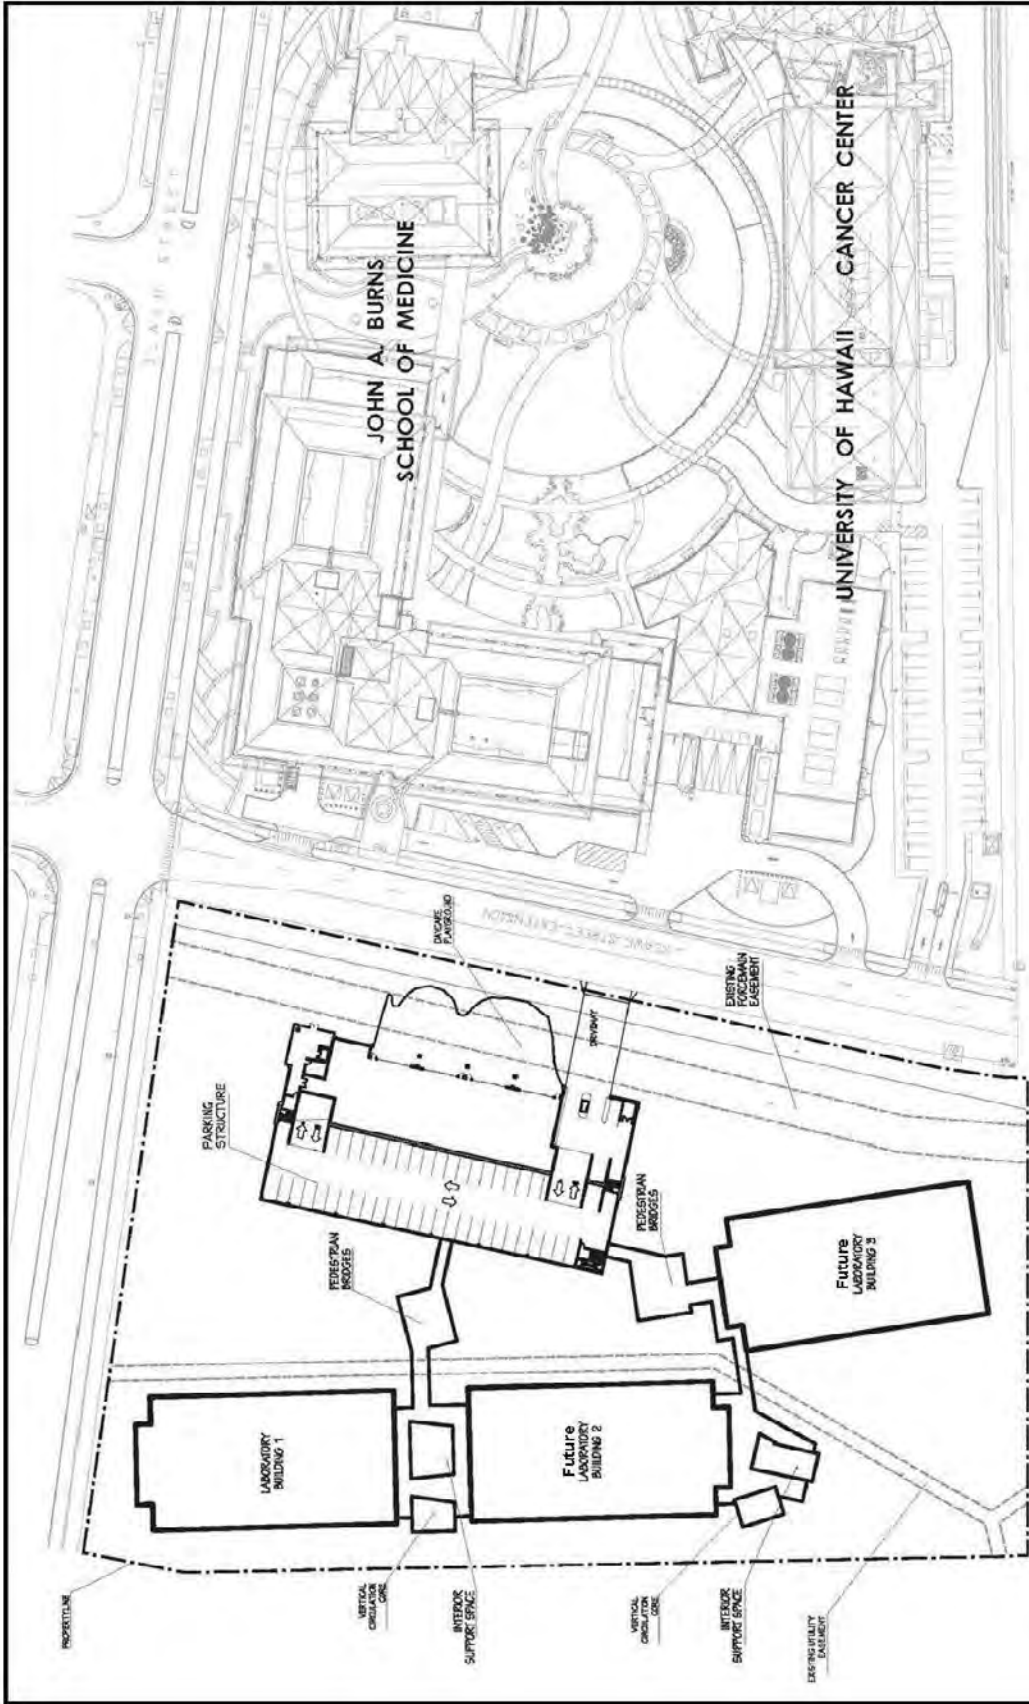 JOHN A. BURNS
SCHOOL OF MEDICINE
UNIVERSITY OF HAWAII CANCER CENTER
DAYCARE
PLAYGROUND
EXISTING
FORCEMAIN
EASEMENT
DRIVEWAY
PARKING
STRUCTURE
PEDESTRIAN
BRIDGES
PEDESTRIAN
BRIDGES
Future
LABORATORY
BUILDING 3
LABORATORY
BUILDING 1
Future
LABORATORY
BUILDING 2
PROPERTYLINE
VERTICAL
CIRCULATION
CORE
INTERIOR
SUPPORT SPACE
VERTICAL
CIRCULATION
CORE
INTERIOR
SUPPORT SPACE
EXISTING UTILITY
EASEMENT